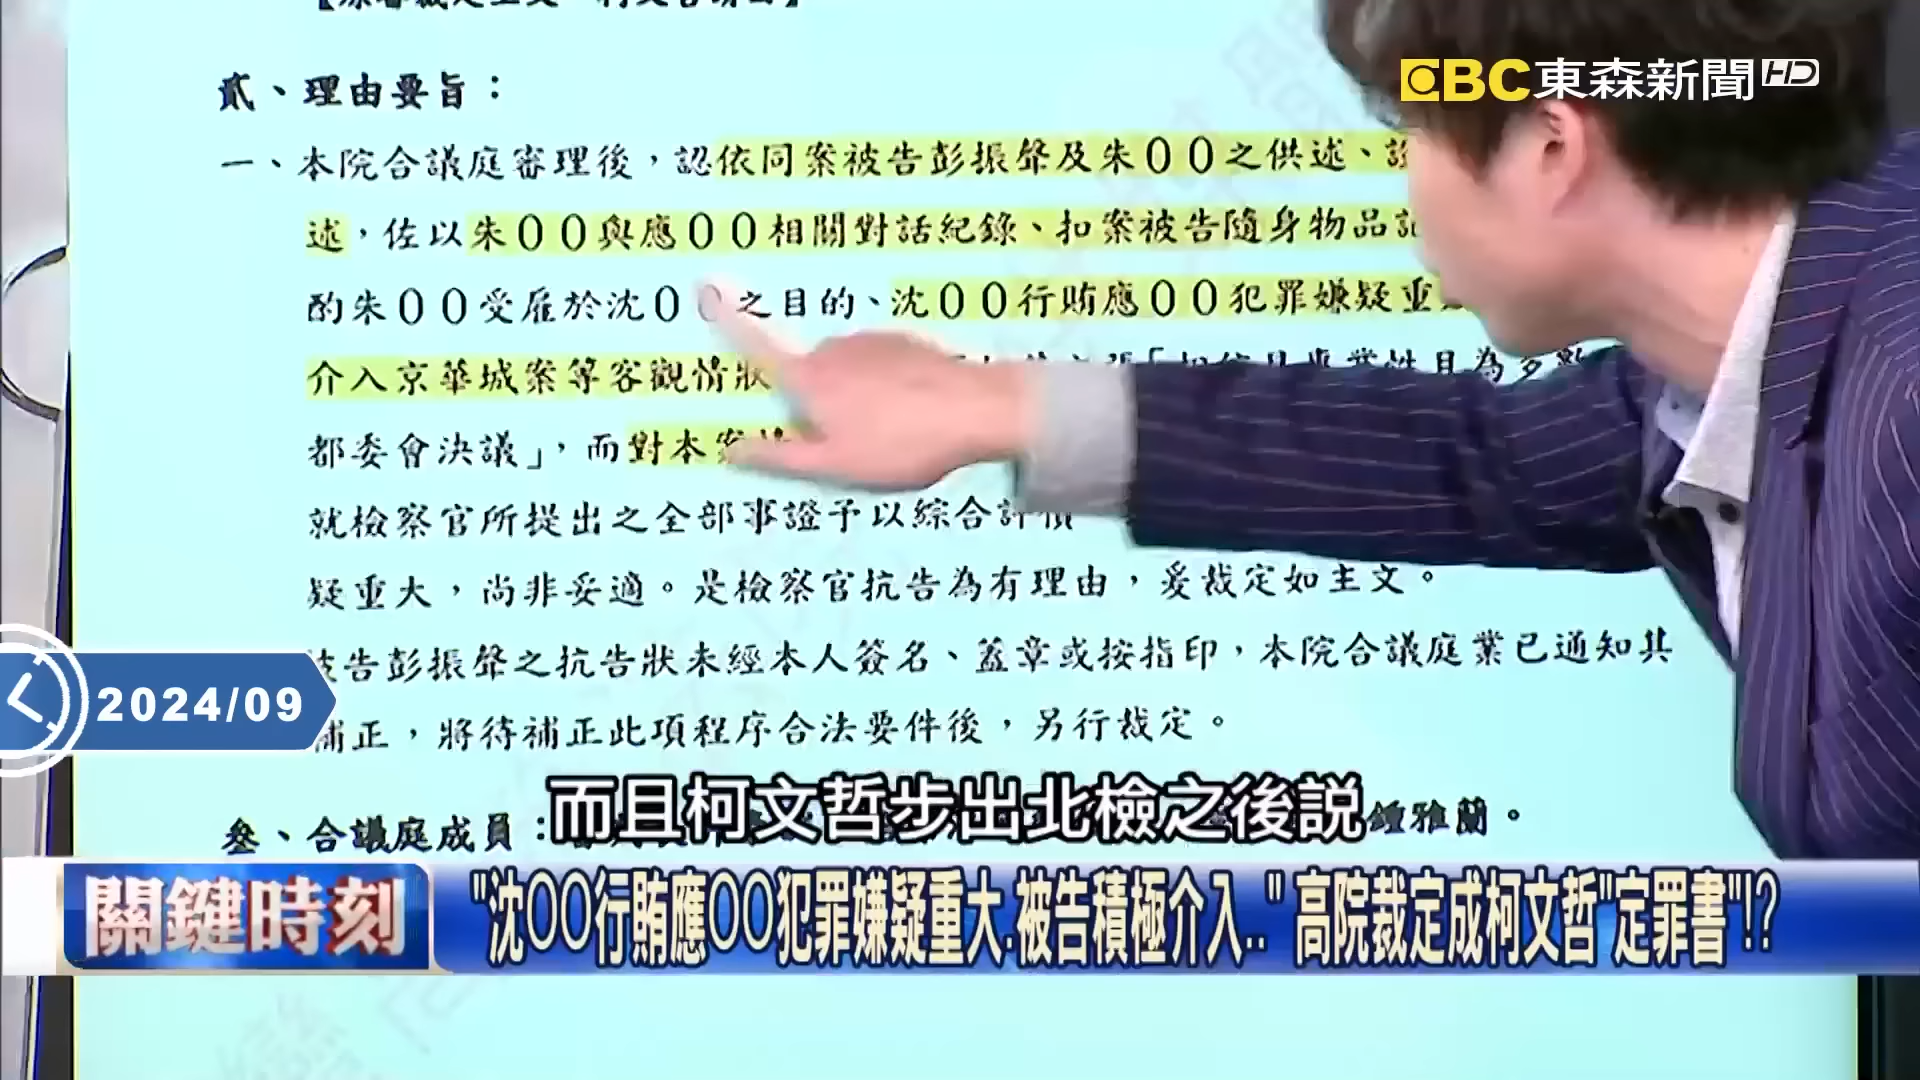 EBC東森新聞HD
貳、理由要旨：
一、本院合議庭審理後，認依同案被告彭振聲及朱00之供述、證
述，佐以朱00與應00相關對話紀錄、扣案被告隨身物品
酌朱00受雇於沈00之目的、沈00行賄應00犯罪嫌疑重
介入京華城案等客觀情狀
都委會決議」，而對本案
就檢察官所提出之全部事證予以綜合評價
疑重大，尚非妥適。是檢察官抗告為有理由，爰裁定如主文。
被告彭振聲之抗告狀未經本人簽名、蓋章或按指印，本院合議庭業已通知其
2024/09
補正，將待補正此項程序合法要件後，另行裁定。
而且柯文哲步出北檢之後説
叄、合議庭成員：鍾雅蘭。
關鍵時刻
"沈〇〇行賄應〇〇犯罪嫌疑重大.被告積極介入.." 高院裁定成柯文哲"定罪書"!?